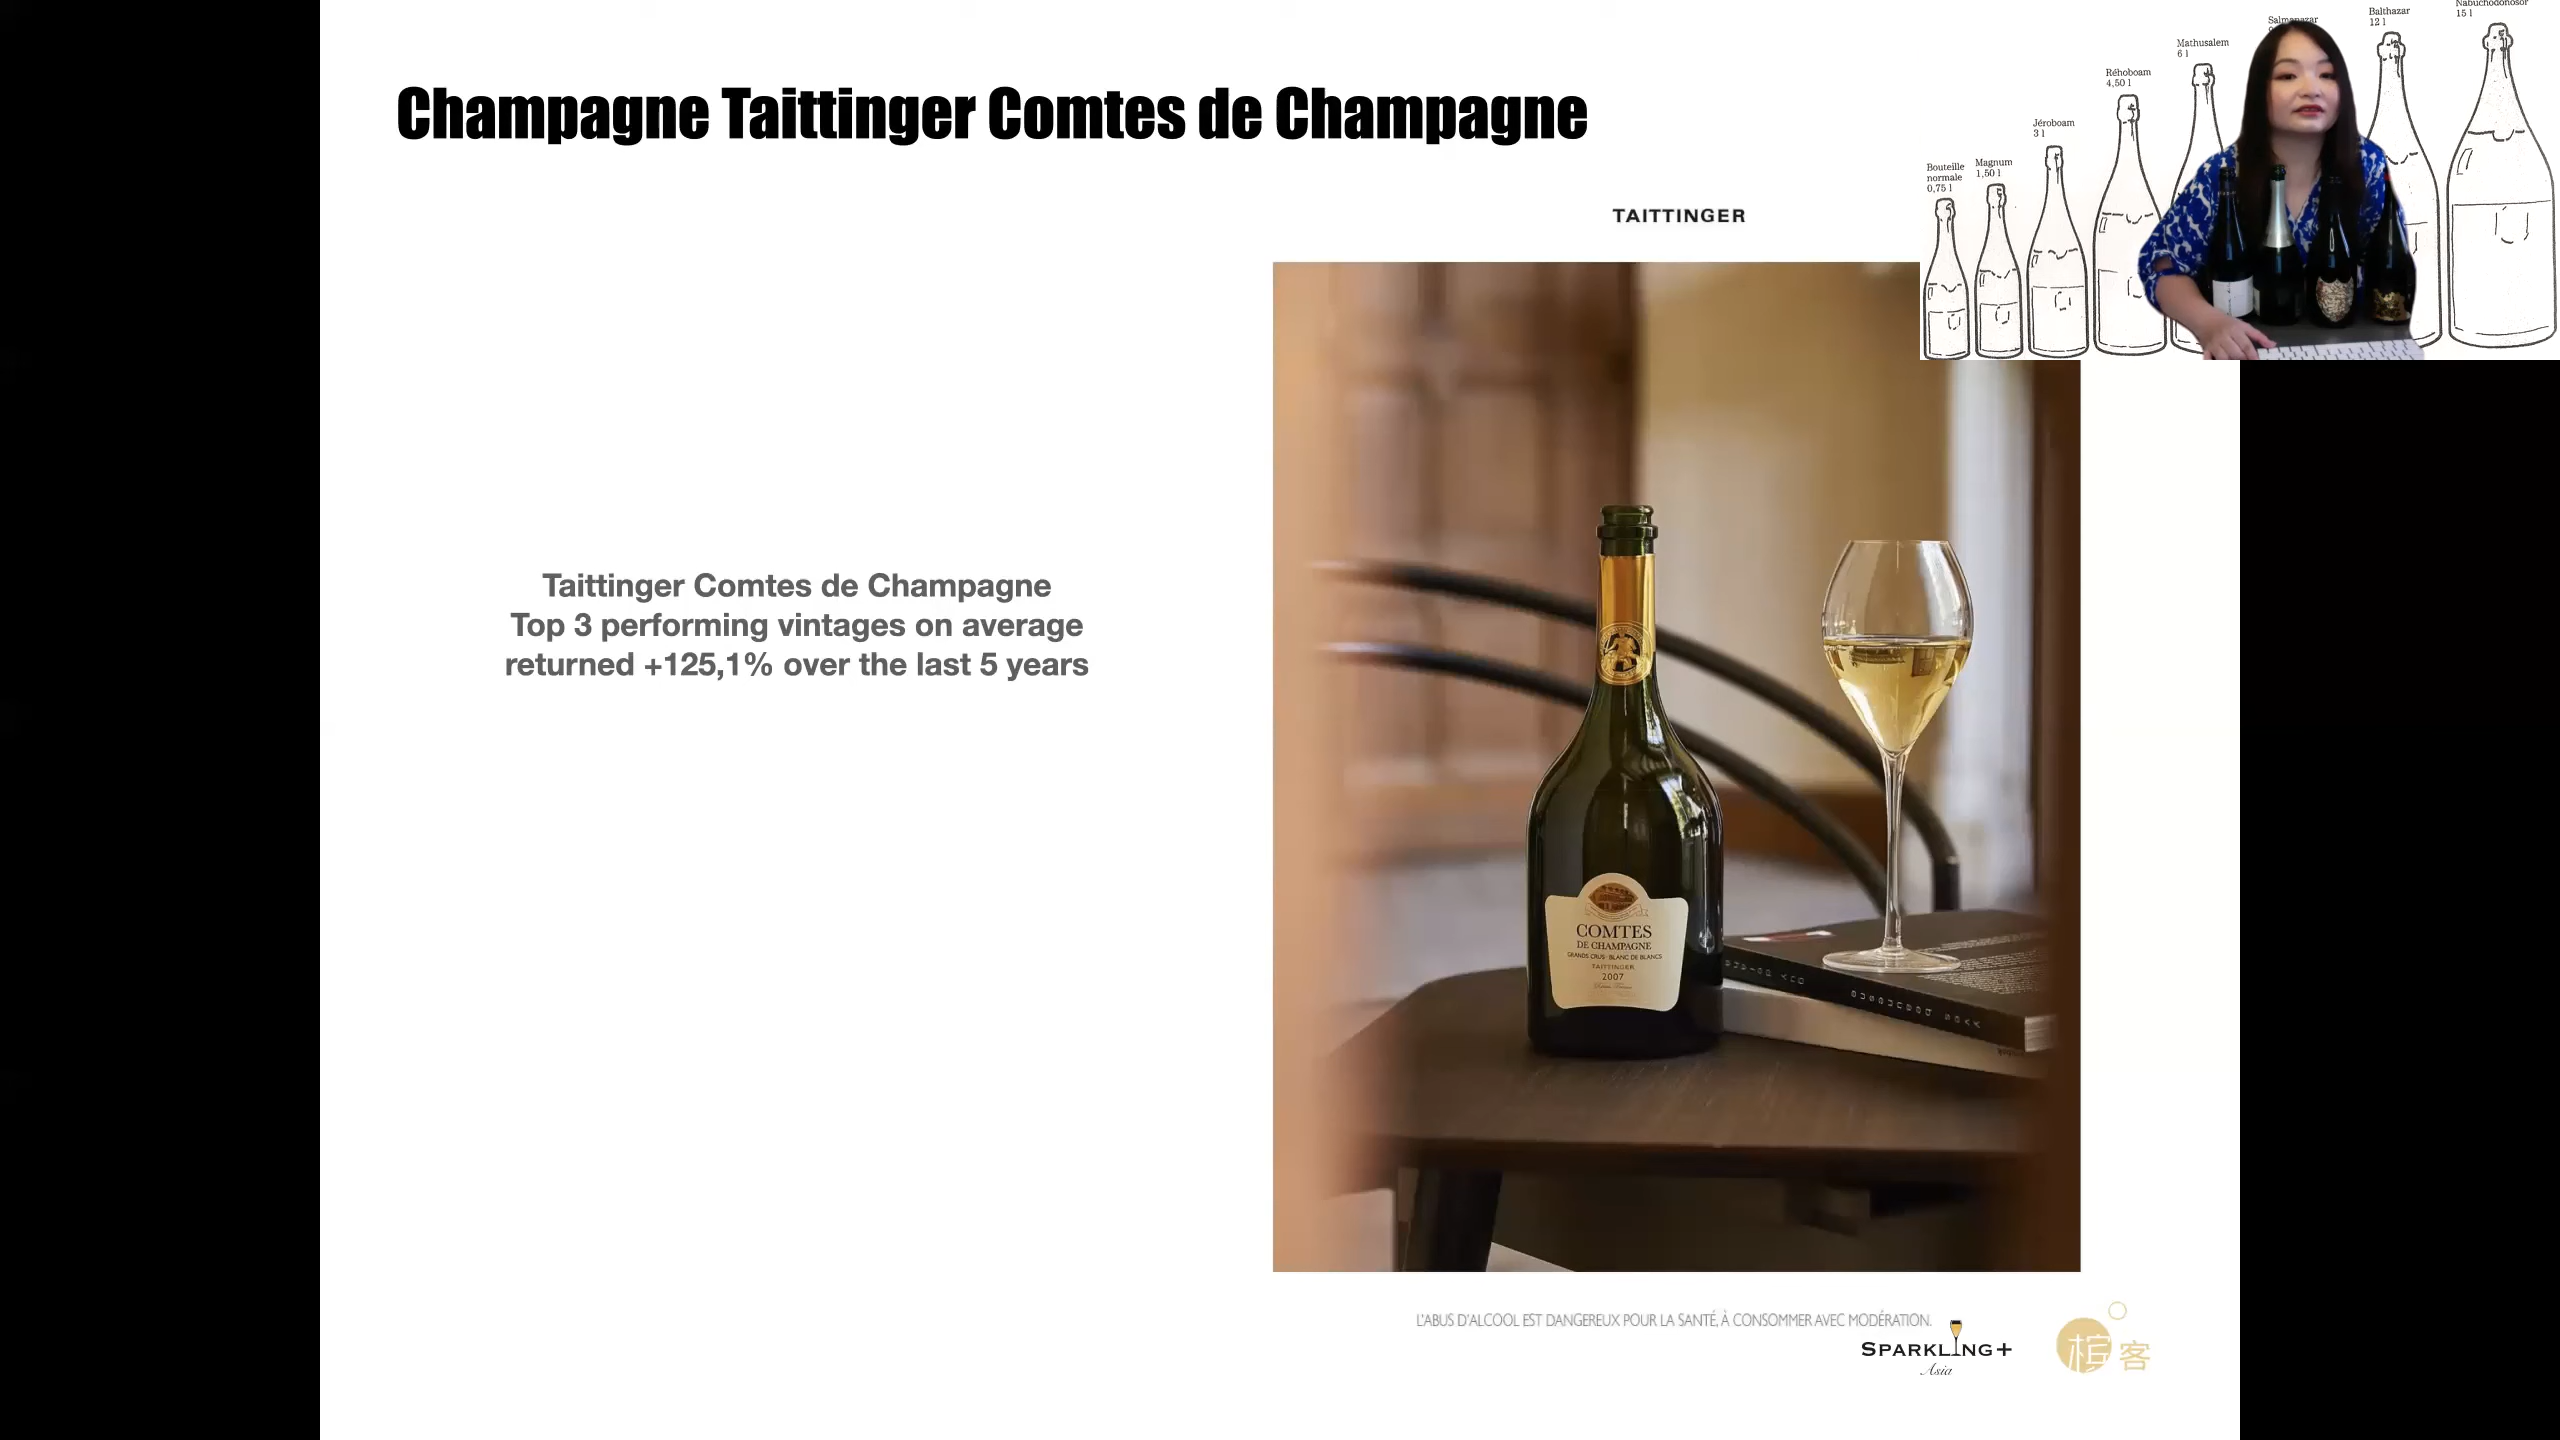 Champagne Taittinger Comtes de Champagne
TAITTINGER
Taittinger Comtes de Champagne
Top 3 performing vintages on average
returned +125,1% over the last 5 years
Bouteille
normale
0,75 l
Magnum
1,50 l
Jéroboam
3 l
Réhoboam
4,50 l
Mathusalem
6 l
Salmanazar
Balthazar
12 l
Nabuchodonosor
15 l
COMTES
DE CHAMPAGNE
GRANDS CRUS · BLANC DE BLANCS
TAITTINGER
2007
L'ABUS D'ALCOOL EST DANGEREUX POUR LA SANTÉ, À CONSOMMER AVEC MODÉRATION.
SPARKLING+
Asia
槟客